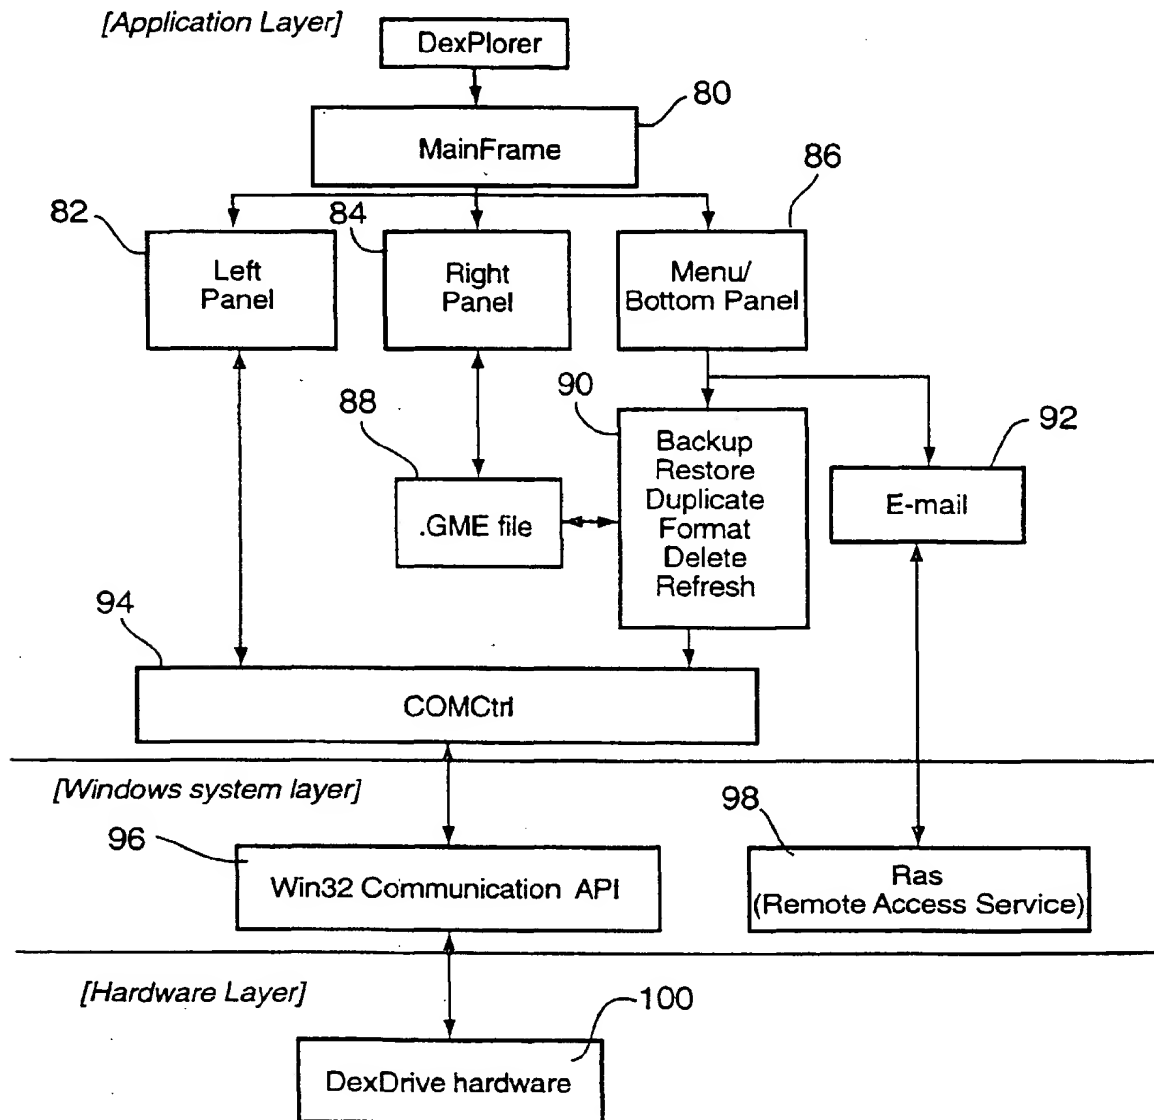 [Application Layer]
DexPlorer
80
MainFrame
86
82
84
Left
Panel
Right
Panel
Menu/
Bottom Panel
90
88
92
Backup
Restore
Duplicate
Format
Delete
Refresh
E-mail
.GME file
94
COMCtrl
[Windows system layer]
98
96
Win32 Communication API
Ras
(Remote Access Service)
[Hardware Layer]
100
DexDrive hardware